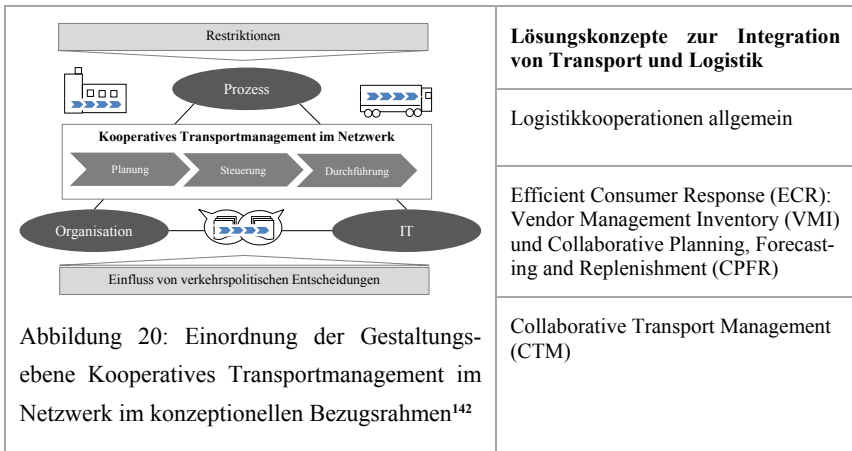 Restriktionen
Prozess
Kooperatives Transportmanagement im Netzwerk
Planung
Steuerung
Durchführung
Organisation
IT
Einfluss von verkehrspolitischen Entscheidungen
Abbildung 20: Einordnung der Gestaltungs-
ebene Kooperatives Transportmanagement im
Netzwerk im konzeptionellen Bezugsrahmen142
Lösungskonzepte zur Integration
von Transport und Logistik
Logistikkooperationen allgemein
Efficient Consumer Response (ECR):
Vendor Management Inventory (VMI)
und Collaborative Planning, Forecast-
ing and Replenishment (CPFR)
Collaborative Transport Management
(CTM)